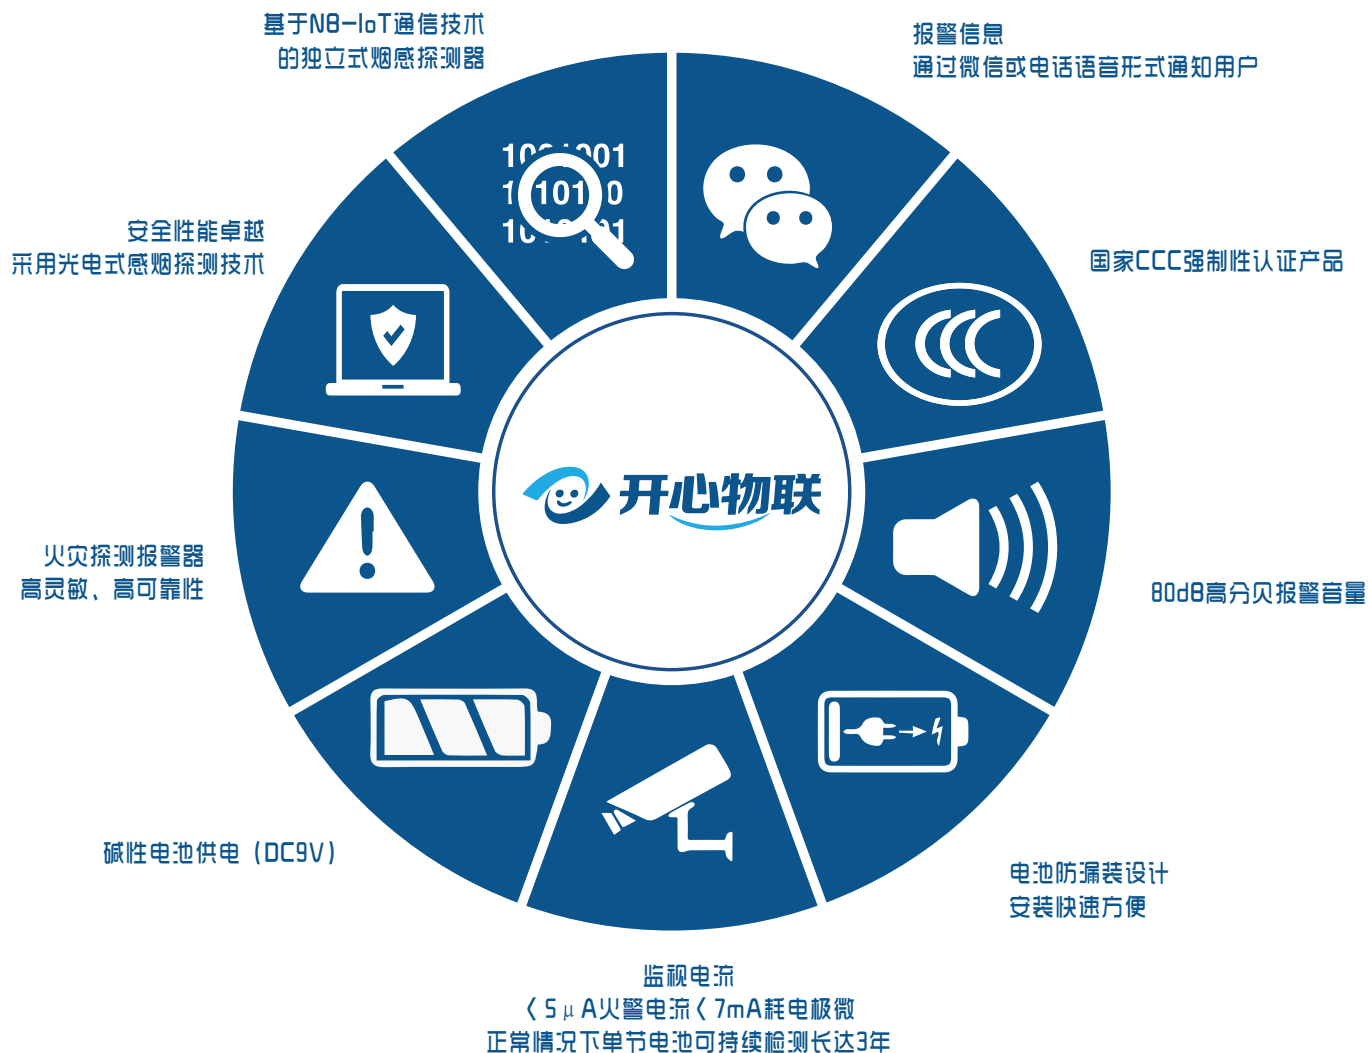 基于NB-IoT通信技术
的独立式烟感探测器
报警信息
通过微信或电话语音形式通知用户
安全性能卓越
采用光电式感烟探测技术
国家CCC强制性认证产品
开心物联
火灾探测报警器
高灵敏、高可靠性
80dB高分贝报警音量
碱性电池供电（DC9V）
电池防漏装设计
安装快速方便
监视电流
＜5μA火警电流＜7mA耗电极微
正常情况下单节电池可持续检测长达3年